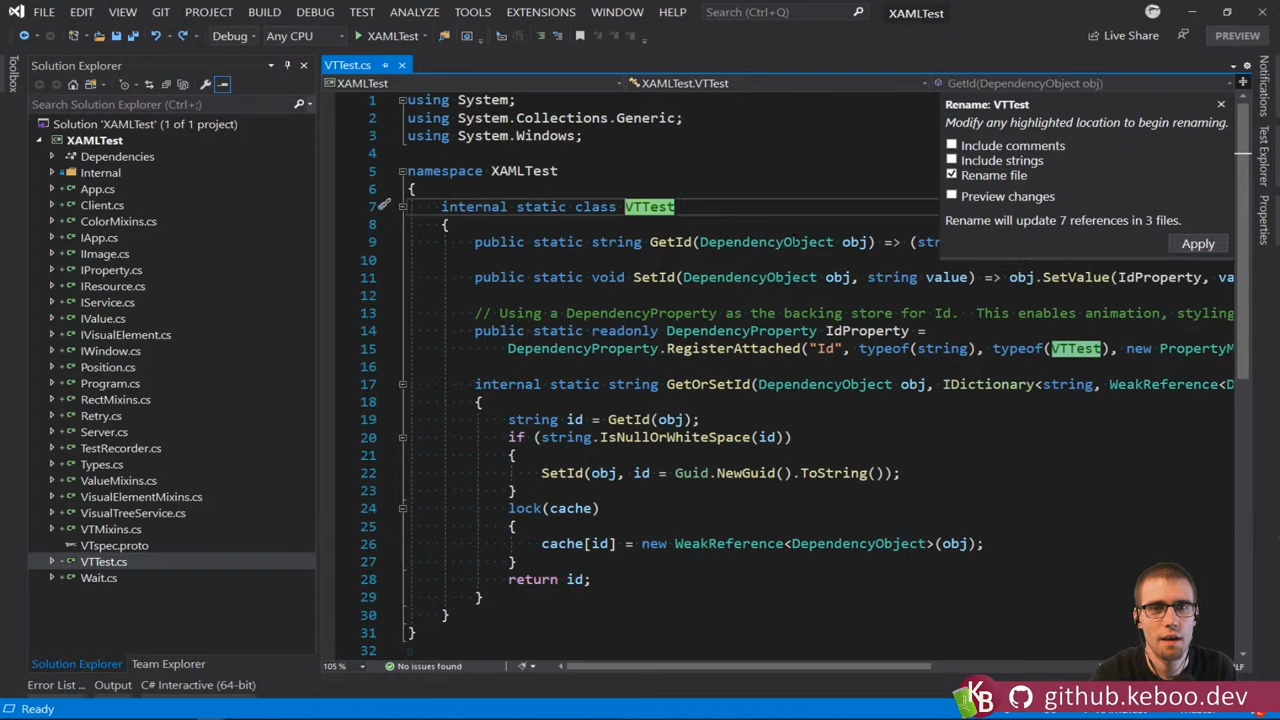 FILE EDIT VIEW GIT PROJECT BUILD DEBUG TEST ANALYZE TOOLS EXTENSIONS WINDOW HELP Search (Ctrl+Q) XAMLTest
Debug Any CPU XAMLTest Live Share PREVIEW
Toolbox
Solution Explorer
Search Solution Explorer (Ctrl+;)
Solution 'XAMLTest' (1 of 1 project)
XAMLTest
Dependencies
Internal
App.cs
Client.cs
ColorMixins.cs
IApp.cs
IImage.cs
IProperty.cs
IResource.cs
IService.cs
IValue.cs
IVisualElement.cs
IWindow.cs
Position.cs
Program.cs
RectMixins.cs
Retry.cs
Server.cs
TestRecorder.cs
Types.cs
ValueMixins.cs
VisualElementMixins.cs
VisualTreeService.cs
VTMixins.cs
VTspec.proto
VTTest.cs
Wait.cs
Solution Explorer Team Explorer
VTTest.cs
XAMLTest XAMLTest.VTTest GetId(DependencyObject obj)
1 using System;
2 using System.Collections.Generic;
3 using System.Windows;
4
5 namespace XAMLTest
6 {
7 internal static class VTTest
8 {
9 public static string GetId(DependencyObject obj) => (str
10
11 public static void SetId(DependencyObject obj, string value) => obj.SetValue(IdProperty, va
12
13 // Using a DependencyProperty as the backing store for Id.  This enables animation, styling
14 public static readonly DependencyProperty IdProperty =
15 DependencyProperty.RegisterAttached("Id", typeof(string), typeof(VTTest), new PropertyM
16
17 internal static string GetOrSetId(DependencyObject obj, IDictionary<string, WeakReference<D
18 {
19 string id = GetId(obj);
20 if (string.IsNullOrWhiteSpace(id))
21 {
22 SetId(obj, id = Guid.NewGuid().ToString());
23 }
24 lock(cache)
25 {
26 cache[id] = new WeakReference<DependencyObject>(obj);
27 }
28 return id;
29 }
30 }
31 }
32
Rename: VTTest
Modify any highlighted location to begin renaming.
Include comments
Include strings
Rename file
Preview changes
Rename will update 7 references in 3 files.
Apply
Notifications
Test Explorer
Properties
105 % No issues found
Error List ... Output C# Interactive (64-bit)
Ready
KB github.keboo.dev